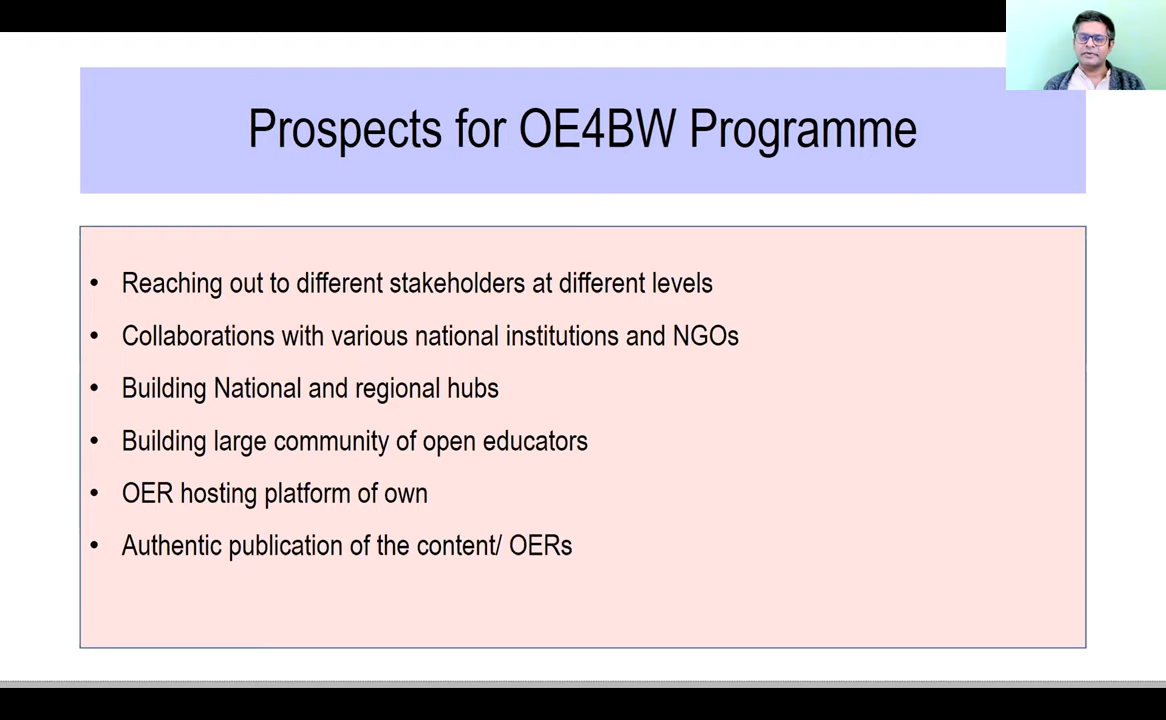 Prospects for OE4BW Programme
• Reaching out to different stakeholders at different levels
• Collaborations with various national institutions and NGOs
• Building National and regional hubs
• Building large community of open educators
• OER hosting platform of own
• Authentic publication of the content/ OERs